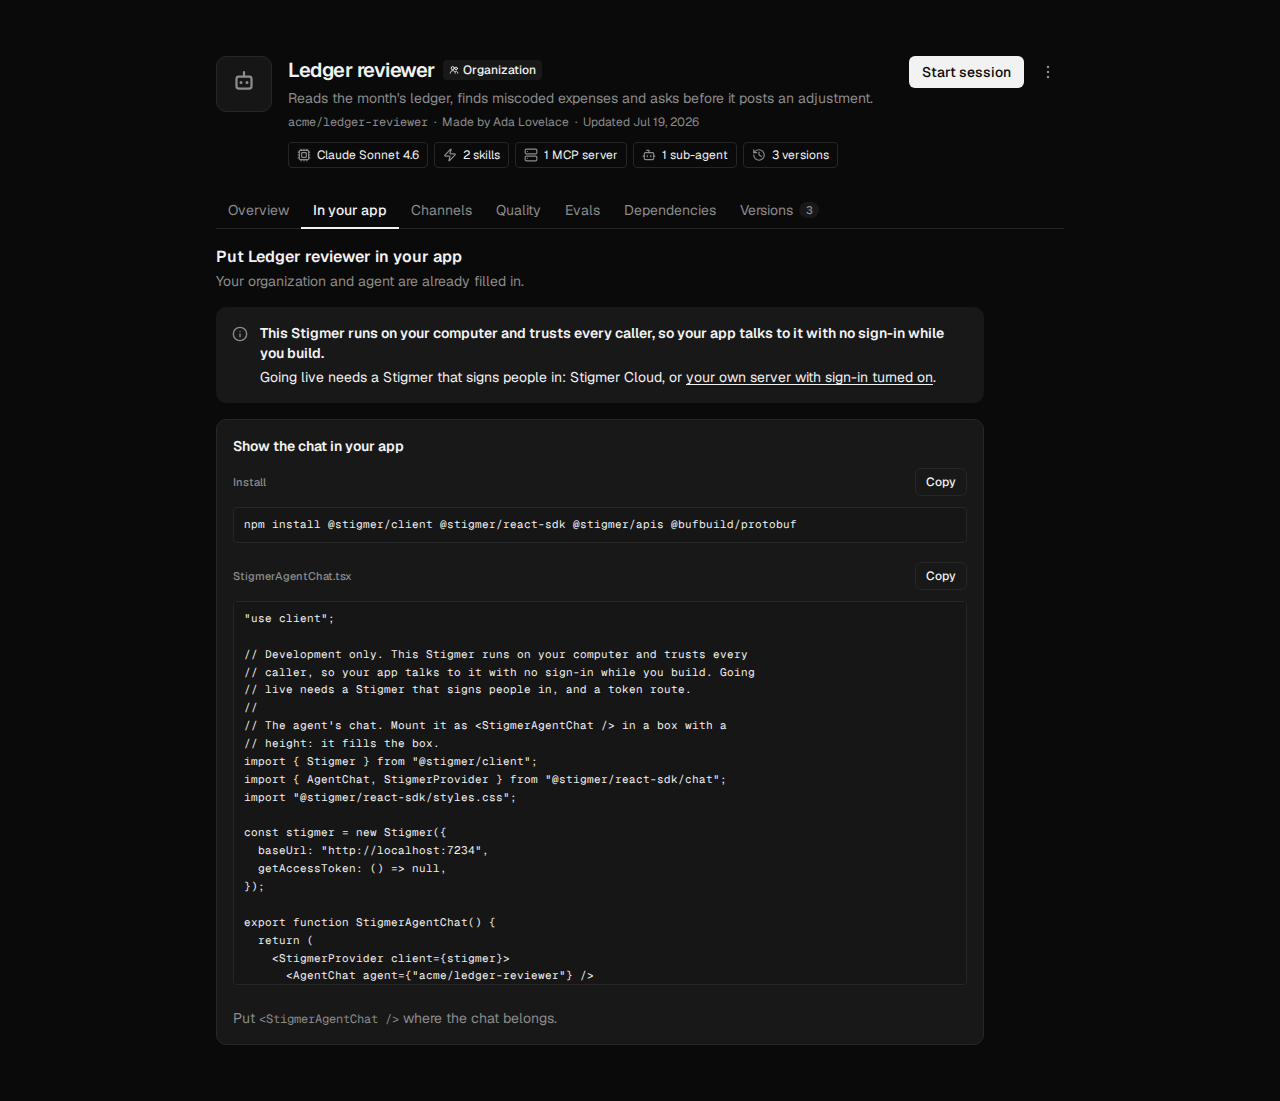 Ledger reviewer
Organization
Start session
Reads the month's ledger, finds miscoded expenses and asks before it posts an adjustment.
acme/ledger-reviewer · Made by Ada Lovelace · Updated Jul 19, 2026
Claude Sonnet 4.6
2 skills
1 MCP server
1 sub-agent
3 versions
Overview
In your app
Channels
Quality
Evals
Dependencies
Versions 3
Put Ledger reviewer in your app
Your organization and agent are already filled in.
This Stigmer runs on your computer and trusts every caller, so your app talks to it with no sign-in while
you build.
Going live needs a Stigmer that signs people in: Stigmer Cloud, or your own server with sign-in turned on.
Show the chat in your app
Install
Copy
npm install @stigmer/client @stigmer/react-sdk @stigmer/apis @bufbuild/protobuf
StigmerAgentChat.tsx
Copy
"use client";
// Development only. This Stigmer runs on your computer and trusts every
// caller, so your app talks to it with no sign-in while you build. Going
// live needs a Stigmer that signs people in, and a token route.
//
// The agent's chat. Mount it as <StigmerAgentChat /> in a box with a
// height: it fills the box.
import { Stigmer } from "@stigmer/client";
import { AgentChat, StigmerProvider } from "@stigmer/react-sdk/chat";
import "@stigmer/react-sdk/styles.css";
const stigmer = new Stigmer({
  baseUrl: "http://localhost:7234",
  getAccessToken: () => null,
});
export function StigmerAgentChat() {
  return (
    <StigmerProvider client={stigmer}>
      <AgentChat agent={"acme/ledger-reviewer"} />
Put <StigmerAgentChat /> where the chat belongs.